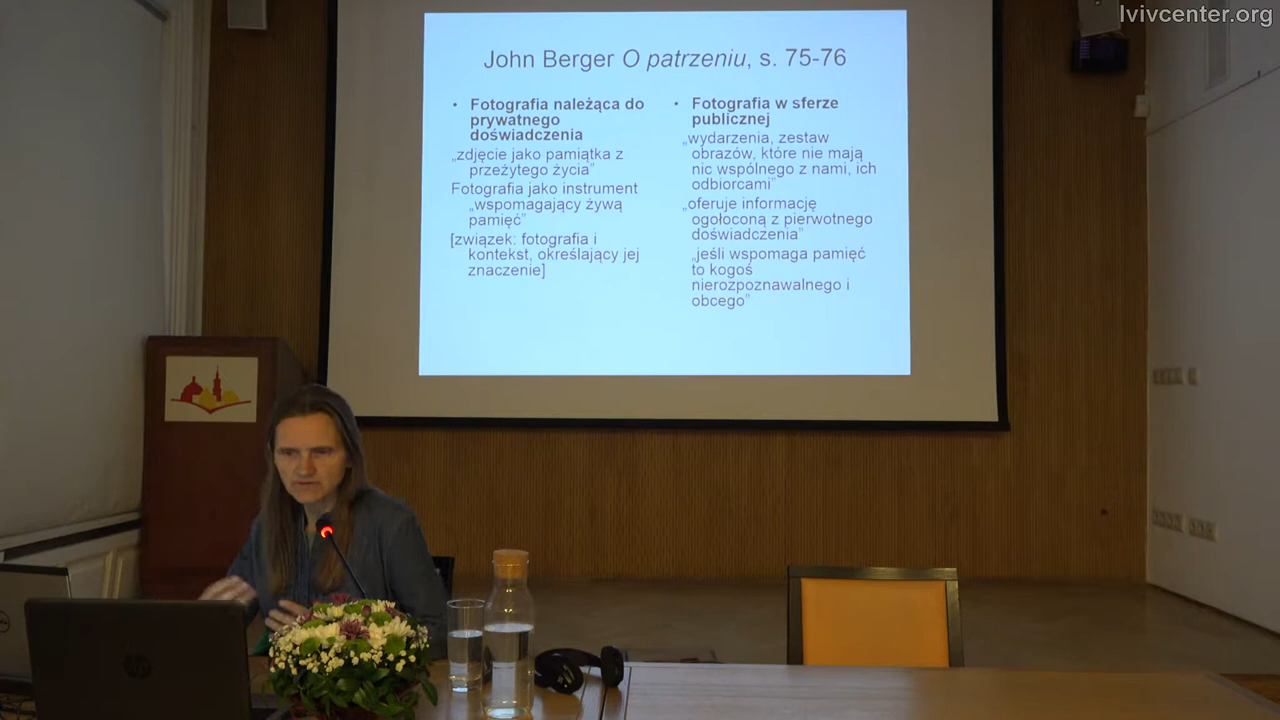 lvivcenter.org
John Berger O patrzeniu, s. 75-76
• Fotografia należąca do
prywatnego
doświadczenia
„zdjęcie jako pamiątka z
przeżytego życia”
Fotografia jako instrument
„wspomagający żywą
pamięć”
[związek: fotografia i
kontekst, określający jej
znaczenie]
• Fotografia w sferze
publicznej
„wydarzenia, zestaw
obrazów, które nie mają
nic wspólnego z nami, ich
odbiorcami”
„oferuje informację
ogołoconą z pierwotnego
doświadczenia”
„jeśli wspomaga pamięć
to kogoś
nierozpoznawalnego i
obcego”
hp